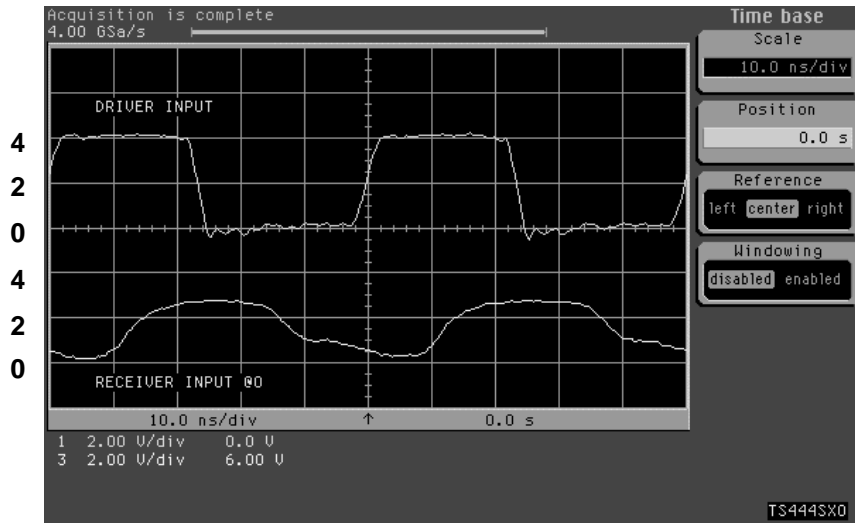 Acquisition is complete
4.00 GSa/s
Time base
Scale
10.0 ns/div
Position
0.0 s
Reference
left center right
Windowing
disabled enabled
DRIVER INPUT
4
2
0
4
2
0
RECEIVER INPUT @0
10.0 ns/div ↑ 0.0 s
1 2.00 V/div 0.0 V
3 2.00 V/div 6.00 V
TS444SX0